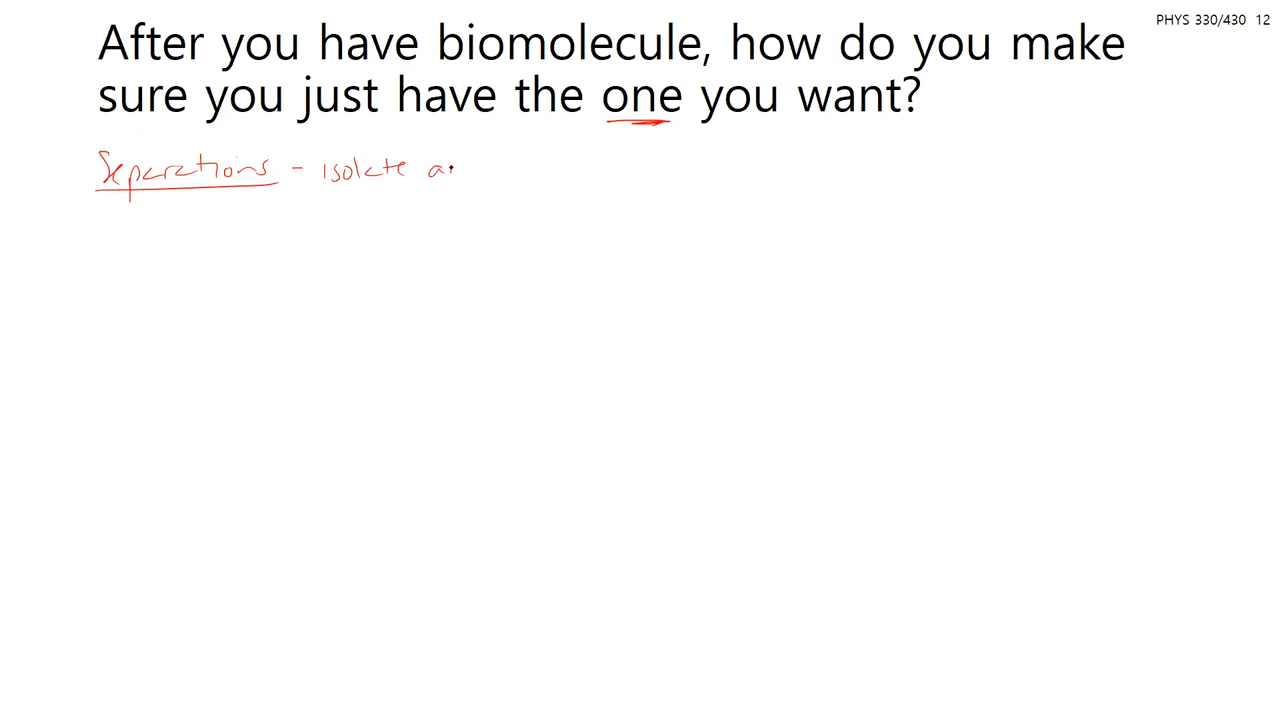 PHYS 330/430 12
After you have biomolecule, how do you make
sure you just have the one you want?
Separations - isolate a